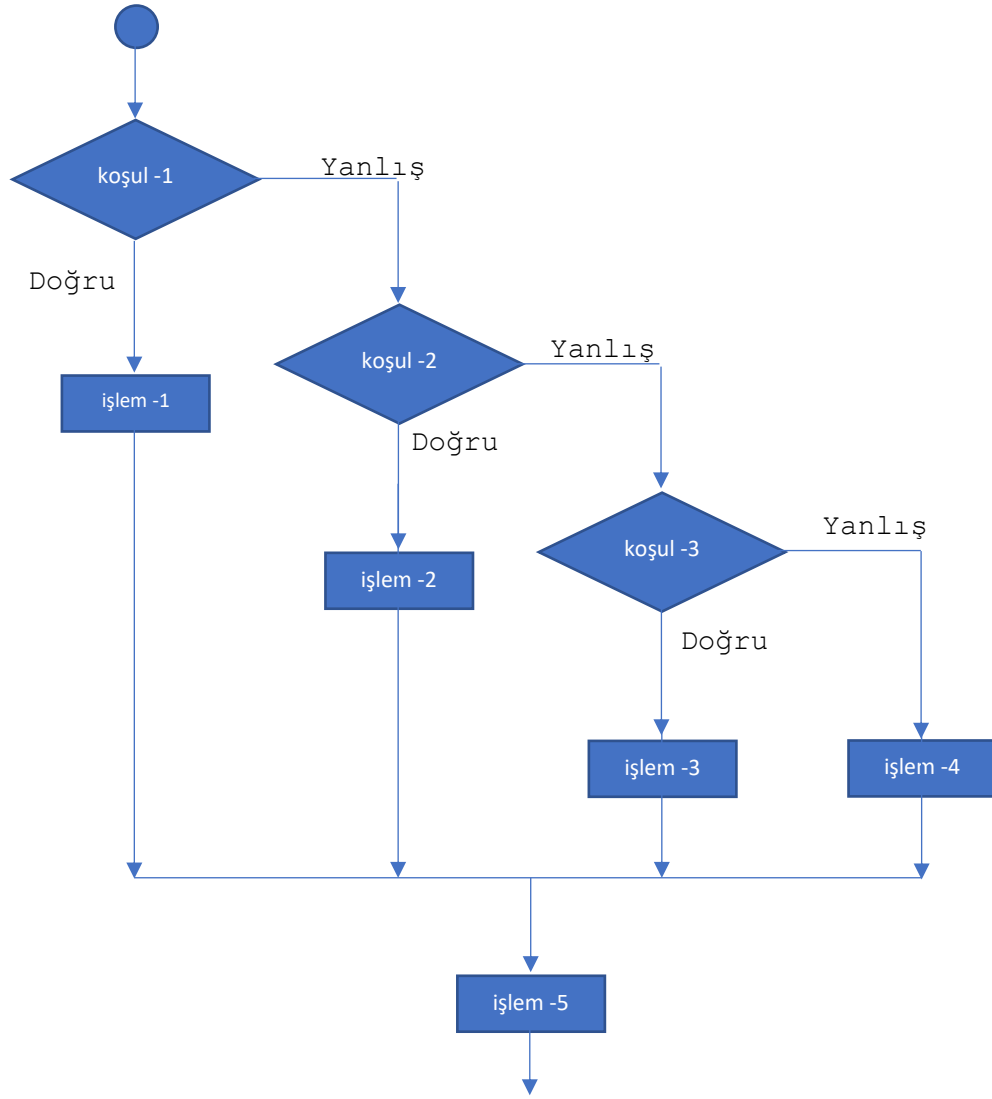 koşul -1
Yanlış
Doğru
işlem -1
koşul -2
Yanlış
Doğru
işlem -2
koşul -3
Yanlış
Doğru
işlem -3
işlem -4
işlem -5